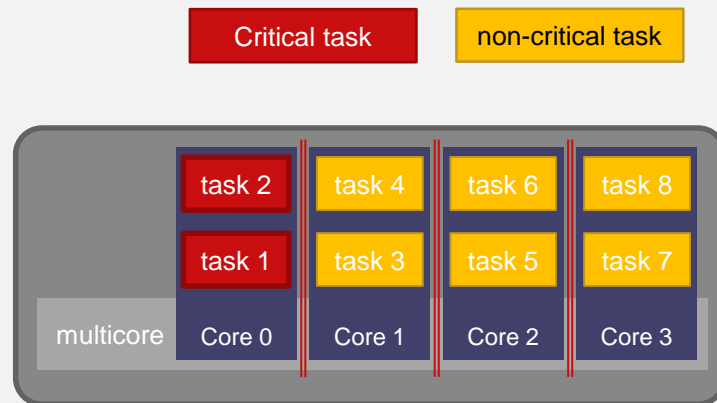 Critical task
non-critical task
task 2
task 4
task 6
task 8
task 1
task 3
task 5
task 7
multicore
Core 0
Core 1
Core 2
Core 3